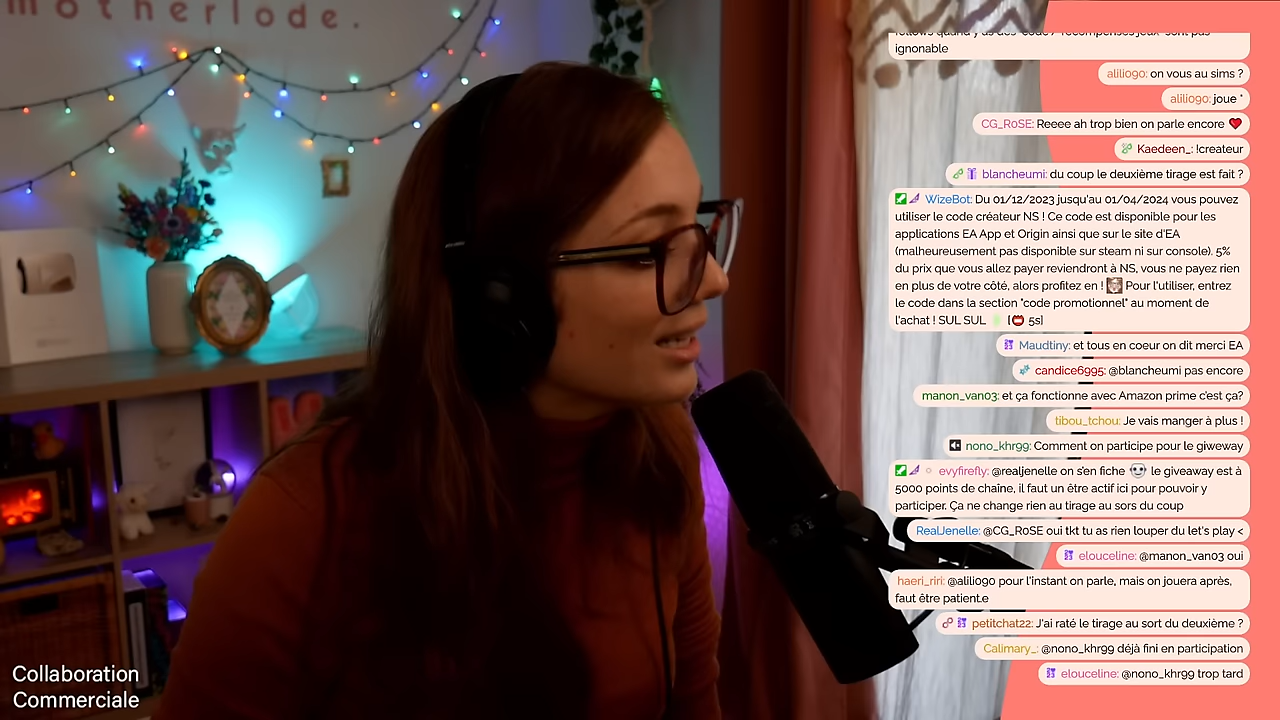 motherlode.
ignonable
alili090: on vous au sims ?
alili090: joue *
CG_RoSE: Reeee ah trop bien on parle encore
Kaedeen_: !createur
blancheumi: du coup le deuxième tirage est fait ?
WizeBot: Du 01/12/2023 jusqu'au 01/04/2024 vous pouvez
utiliser le code créateur NS ! Ce code est disponible pour les
applications EA App et Origin ainsi que sur le site d'EA
(malheureusement pas disponible sur steam ni sur console). 5%
du prix que vous allez payer reviendront à NS, vous ne payez rien
en plus de votre côté, alors profitez en ! Pour l'utiliser, entrez
le code dans la section "code promotionnel" au moment de
l'achat ! SUL SUL [ 5s]
Maudtiny: et tous en coeur on dit merci EA
candice6995: @blancheumi pas encore
manon_van03: et ça fonctionne avec Amazon prime c'est ça?
tibou_tchou: Je vais manger à plus !
nono_khr99: Comment on participe pour le giweway
evyfirefly: @realjenelle on s'en fiche le giveaway est à
5000 points de chaîne, il faut un être actif ici pour pouvoir y
participer. Ça ne change rien au tirage au sors du coup
RealJenelle: @CG_RoSE oui tkt tu as rien louper du let's play <
elouceline: @manon_van03 oui
haeri_riri: @alili090 pour l'instant on parle, mais on jouera après,
faut être patient.e
petitchat22: J'ai raté le tirage au sort du deuxième ?
Calimary_: @nono_khr99 déjà fini en participation
elouceline: @nono_khr99 trop tard
Collaboration
Commerciale